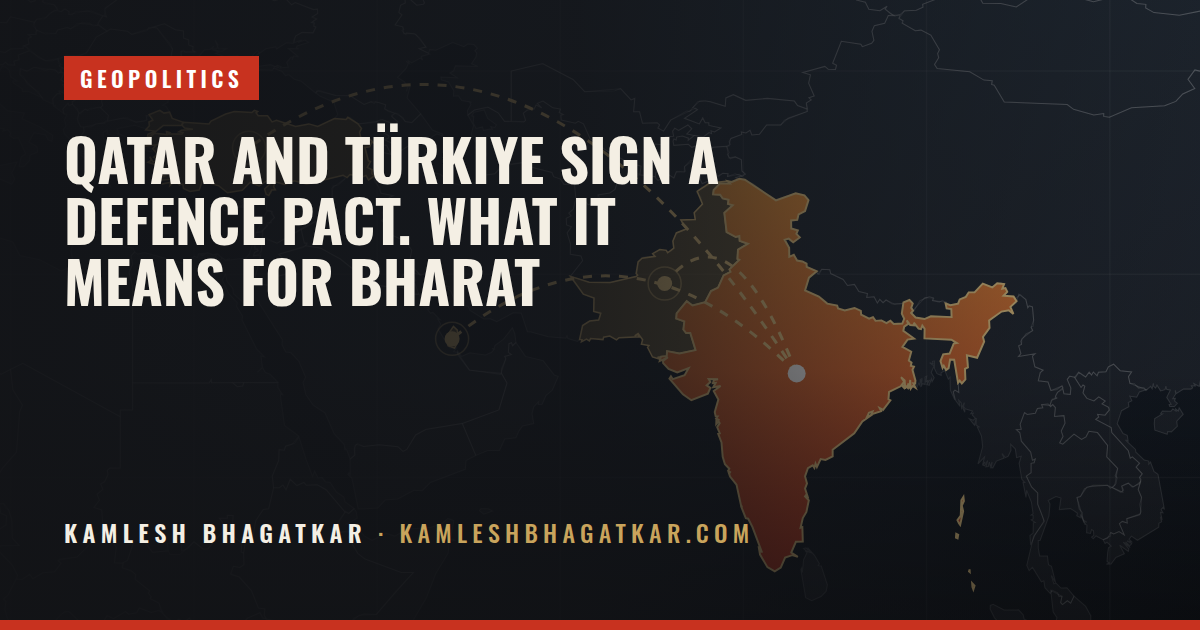 GEOPOLITICS
QATAR AND TÜRKIYE SIGN A
DEFENCE PACT. WHAT IT
MEANS FOR BHARAT
KAMLESH BHAGATKAR · KAMLESHBHAGATKAR.COM